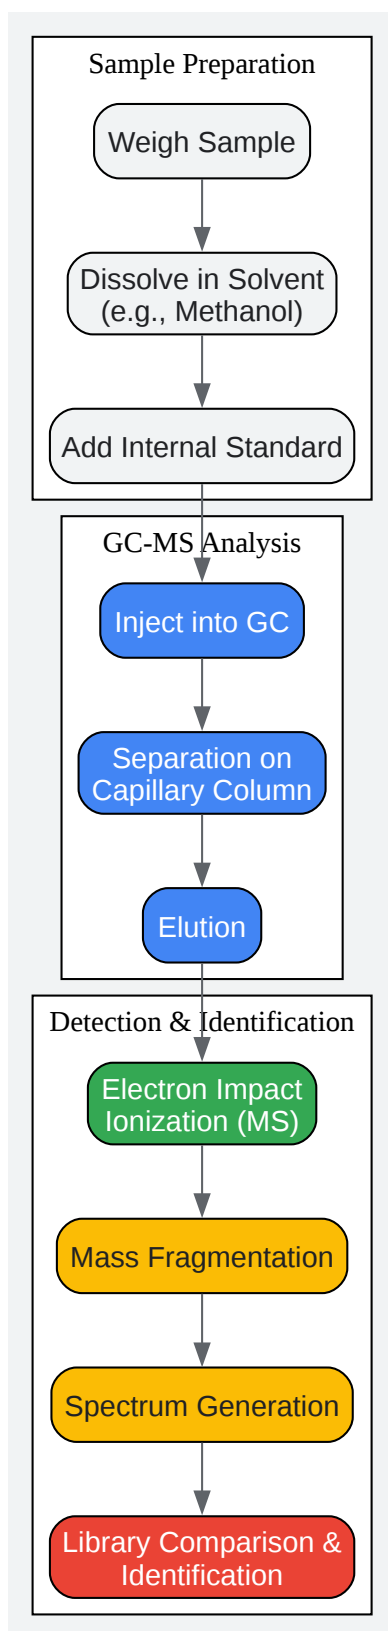 Sample Preparation
Weigh Sample
Dissolve in Solvent
(e.g., Methanol)
Add Internal Standard
GC-MS Analysis
Inject into GC
Separation on
Capillary Column
Elution
Detection & Identification
Electron Impact
Ionization (MS)
Mass Fragmentation
Spectrum Generation
Library Comparison &
Identification